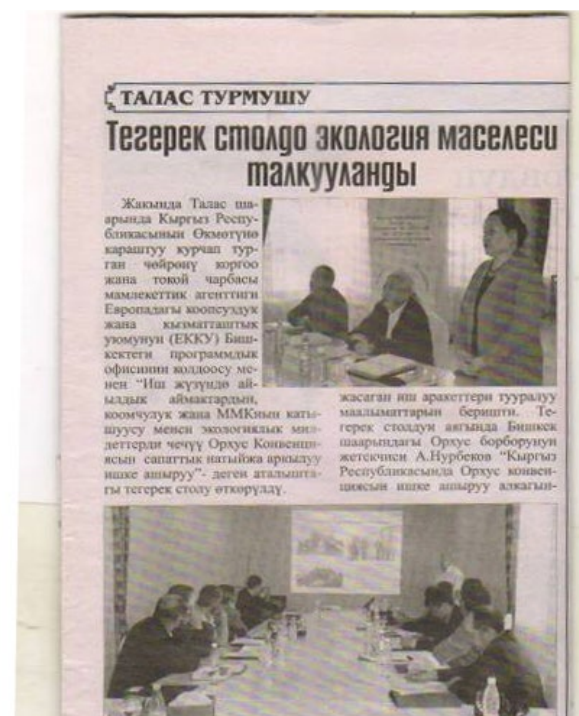 ТАЛАС ТУРМУШУ
Тегерек столдо экология маселеси
талкууланды
Жакында Талас ша-
арында Кыргыз Респу-
бликасынын Өкмөтүнө
караштуу курчап тур-
ган чөйрөнү коргоо
жана токой чарбасы
мамлекеттик агенттиги
Европадагы коопсуздук
жана кызматташтык
уюмунун (ЕККУ) Биш-
кектеги программдык
офисинин колдоосу ме-
нен “Иш жүзүндө ай-
ылдык аймактардын,
коомчулук жана ММКнын каты-
шуусу менен экологиялык мил-
деттерди чечүү Орхус Конвенци-
ясын сапаттык натыйжа аркылуу
ишке ашыруу”- деген аталышта-
гы тегерек столу өткөрүлдү.
жасаган иш аракеттери тууралуу
маалыматтарын беришти. Те-
герек столдун аягында Бишкек
шаарындагы Орхус борборунун
жетекчиси А.Нурбеков “Кыргыз
Республикасында Орхус конвен-
циясын ишке ашыруу алкагын-